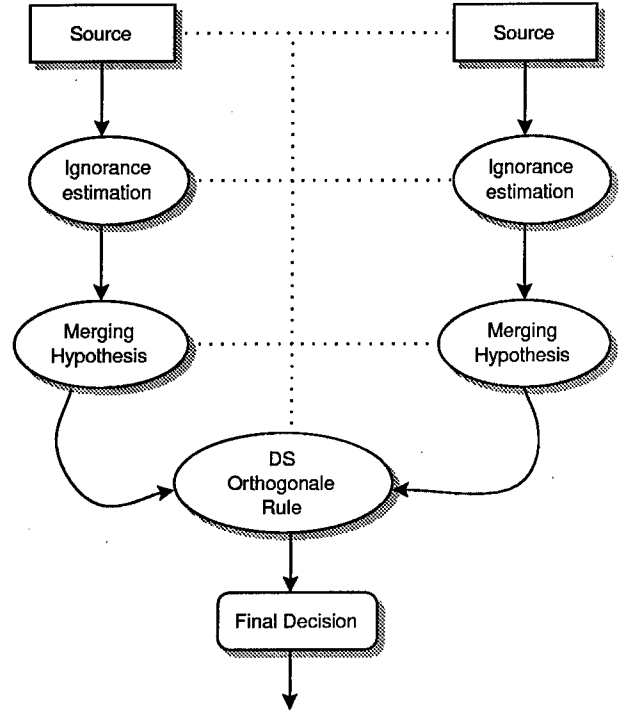 Source
Source
Ignorance
estimation
Ignorance
estimation
Merging
Hypothesis
Merging
Hypothesis
DS
Orthogonale
Rule
Final Decision